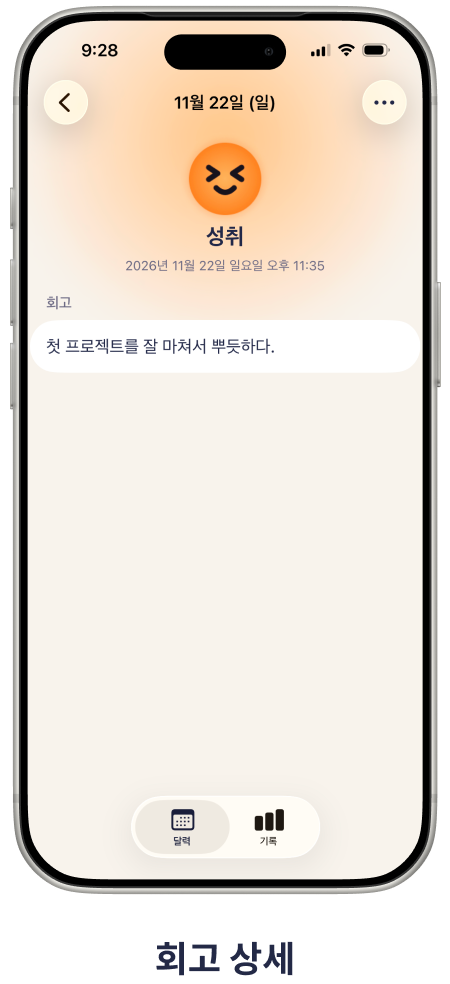 9:28
11월 22일 (일)
성취
2026년 11월 22일 일요일 오후 11:35
회고
첫 프로젝트를 잘 마쳐서 뿌듯하다.
달력
기록
회고 상세